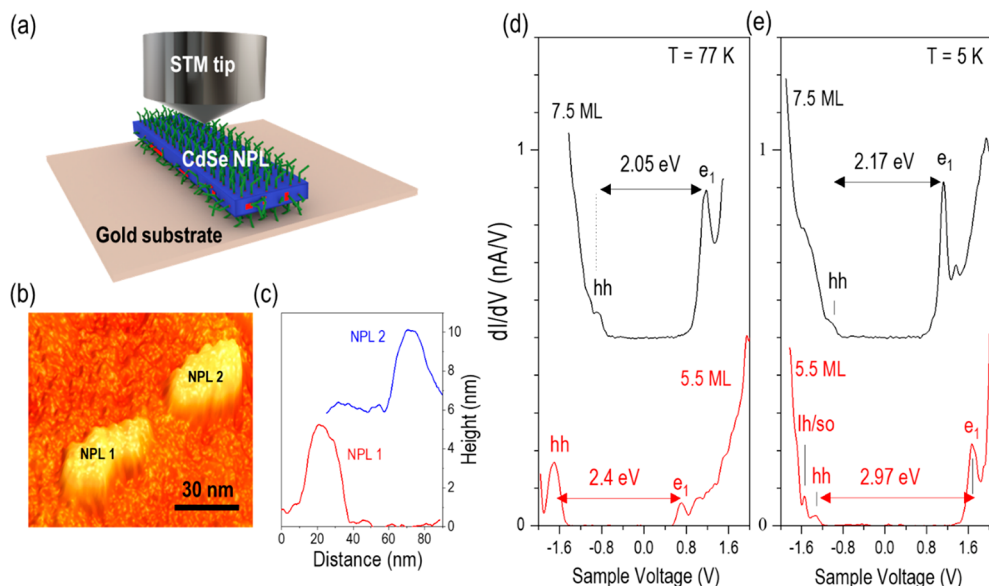 (a)
STM tip
CdSe NPL
Gold substrate
(b)
NPL 2
NPL 1
30 nm
(c)
NPL 2
NPL 1
10
8
6
4
2
0
Height (nm)
0 20 40 60 80
Distance (nm)
(d)
T = 77 K
7.5 ML
2.05 eV
e1
hh
1
dI/dV (nA/V)
5.5 ML
hh
2.4 eV
e1
0
-1.6 -0.8 0.0 0.8 1.6
Sample Voltage (V)
(e)
T = 5 K
7.5 ML
1
2.17 eV
e1
hh
5.5 ML
lh/so
hh
2.97 eV
e1
0
-1.6 -0.8 0.0 0.8 1.6
Sample Voltage (V)